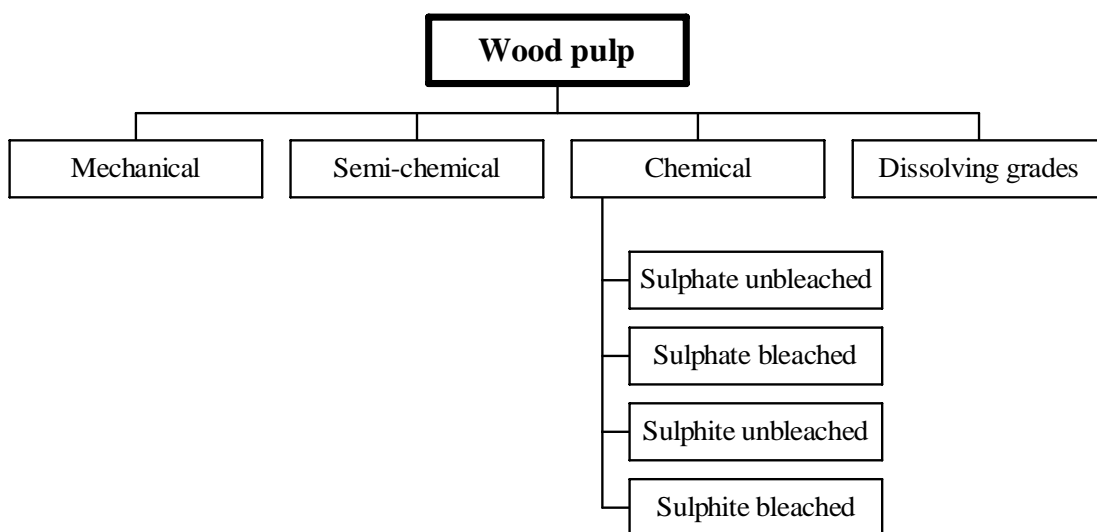 Wood pulp
Mechanical
Semi-chemical
Chemical
Dissolving grades
Sulphate unbleached
Sulphate bleached
Sulphite unbleached
Sulphite bleached